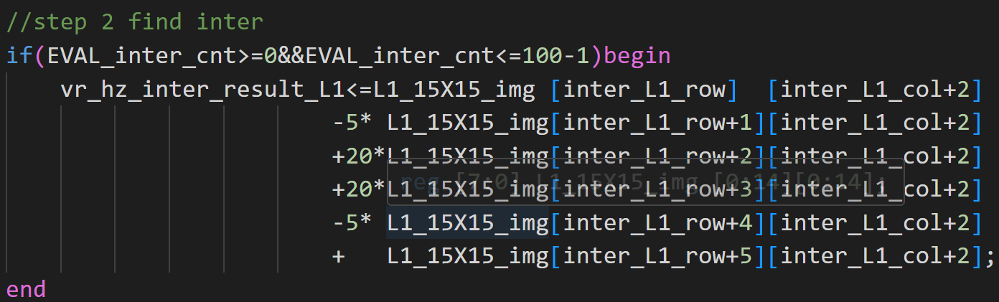 //step 2 find inter
if(EVAL_inter_cnt>=0&&EVAL_inter_cnt<=100-1)begin
vr_hz_inter_result_L1<=L1_15X15_img [inter_L1_row]  [inter_L1_col+2]
-5* L1_15X15_img[inter_L1_row+1][inter_L1_col+2]
+20*L1_15X15_img[inter_L1_row+2][inter_L1_col+2]
reg [7:0] L1_15X15_img [0:14][0:14];
+20*L1_15X15_img[inter_L1_row+3][inter_L1_col+2]
-5* L1_15X15_img[inter_L1_row+4][inter_L1_col+2]
+   L1_15X15_img[inter_L1_row+5][inter_L1_col+2];
end